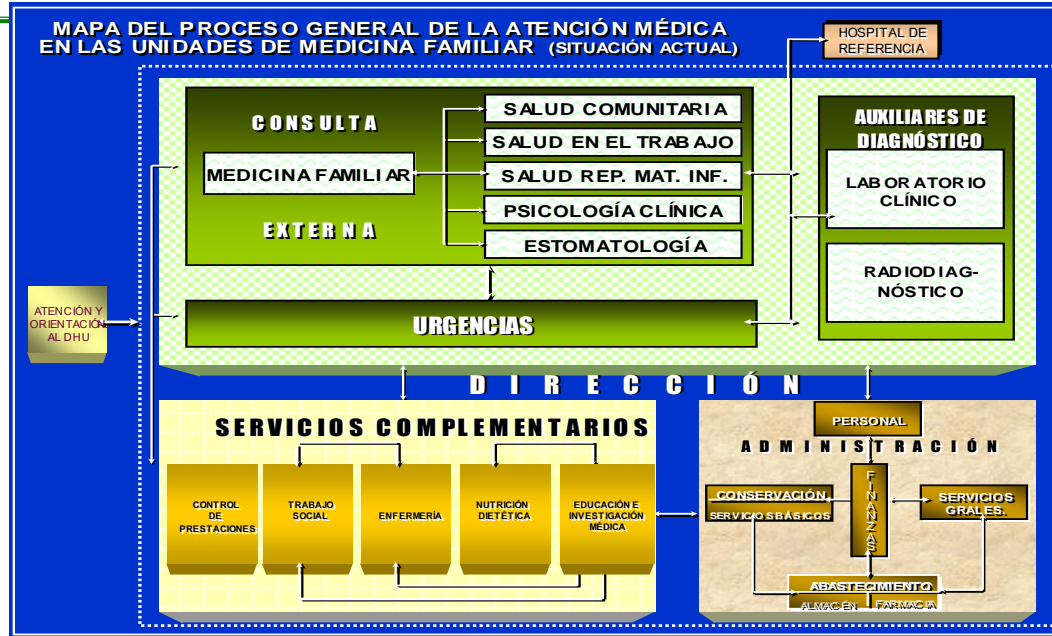 MAPA DEL PROCESO GENERAL DE LA ATENCIÓN MÉDICA
EN LAS UNIDADES DE MEDICINA FAMILIAR (SITUACIÓN ACTUAL)
HOSPITAL DE
REFERENCIA
CONSULTA
MEDICINA FAMILIAR
EXTERNA
SALUD COMUNITARIA
SALUD EN EL TRABAJO
SALUD REP. MAT. INF.
PSICOLOGÍA CLÍNICA
ESTOMATOLOGÍA
AUXILIARES DE
DIAGNÓSTICO
LABORATORIO
CLÍNICO
RADIODIAG-
NÓSTICO
URGENCIAS
ATENCIÓN Y
ORIENTACIÓN
AL DHU
DIRECCIÓN
SERVICIOS COMPLEMENTARIOS
CONTROL
DE
PRESTACIONES
TRABAJO
SOCIAL
ENFERMERÍA
NUTRICIÓN
DIETÉTICA
EDUCACIÓN E
INVESTIGACIÓN
MÉDICA
PERSONAL
ADMINISTRACIÓN
CONSERVACIÓN
SERVICIOS BÁSICOS
FINANZAS
SERVICIOS
GRALES.
ABASTECIMIENTO
ALMACÉN FARMACIA